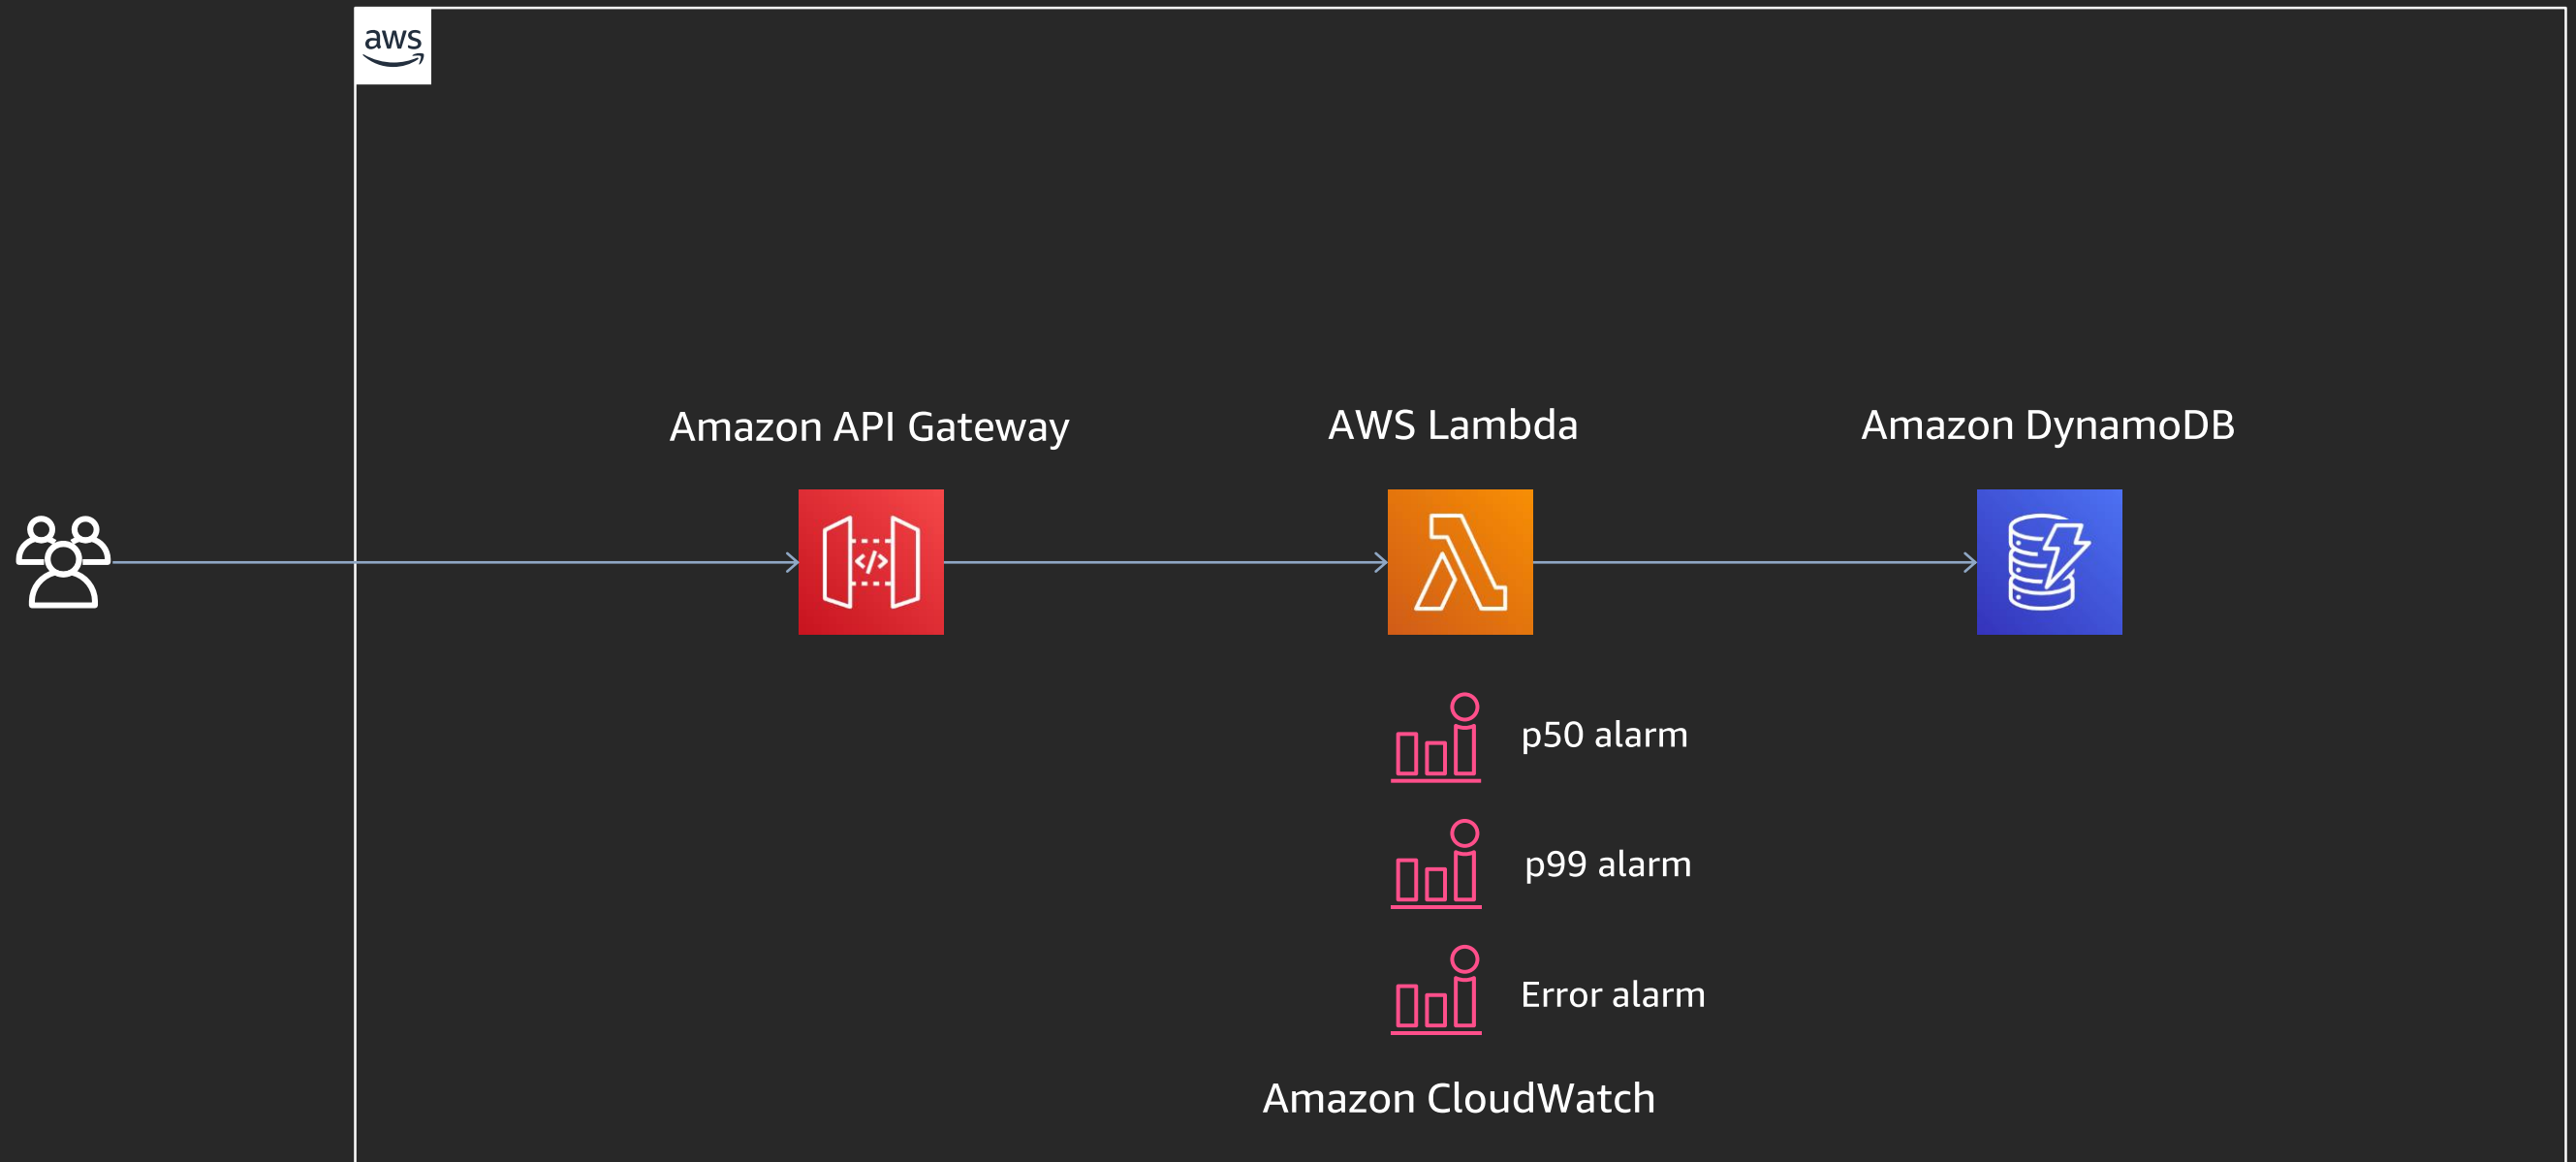 aws
Amazon API Gateway
AWS Lambda
Amazon DynamoDB
</>
p50 alarm
p99 alarm
Error alarm
Amazon CloudWatch